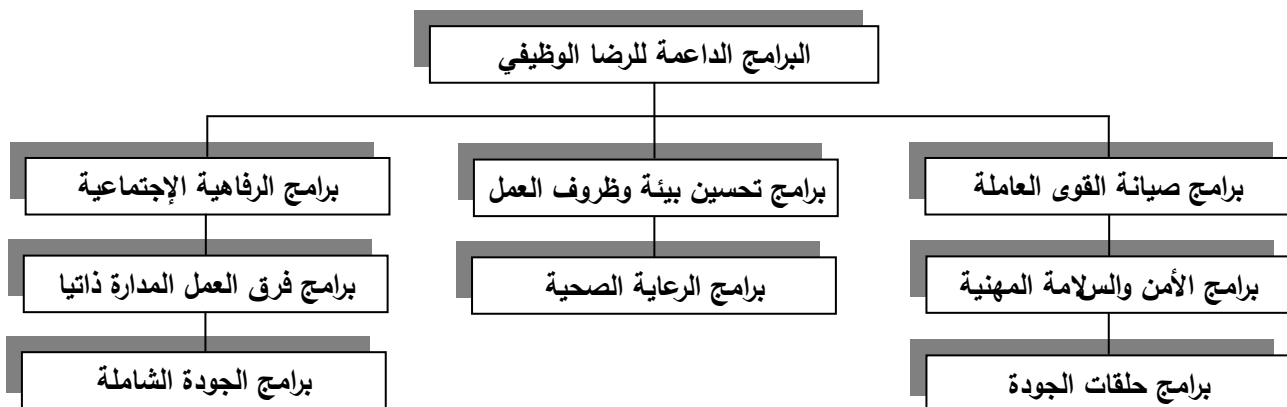 البرامج الداعمة للرضا الوظيفي
برامج صيانة القوى العاملة
برامج تحسين بيئة وظروف العمل
برامج الرفاهية الإجتماعية
برامج الأمن والسلامة المهنية
برامج الرعاية الصحية
برامج فرق العمل المدارة ذاتيا
برامج حلقات الجودة
برامج الجودة الشاملة